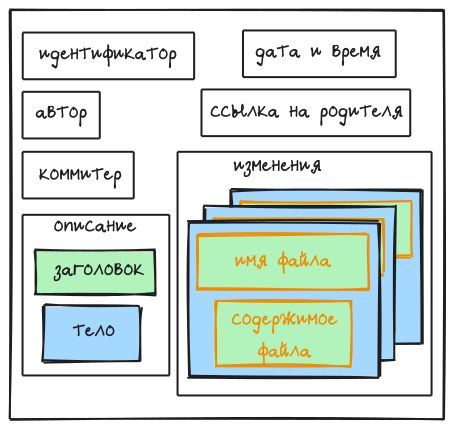 идентификатор
дата и время
автор
ссылка на родителя
коммитер
изменения
описание
заголовок
тело
имя файла
содержимое
файла